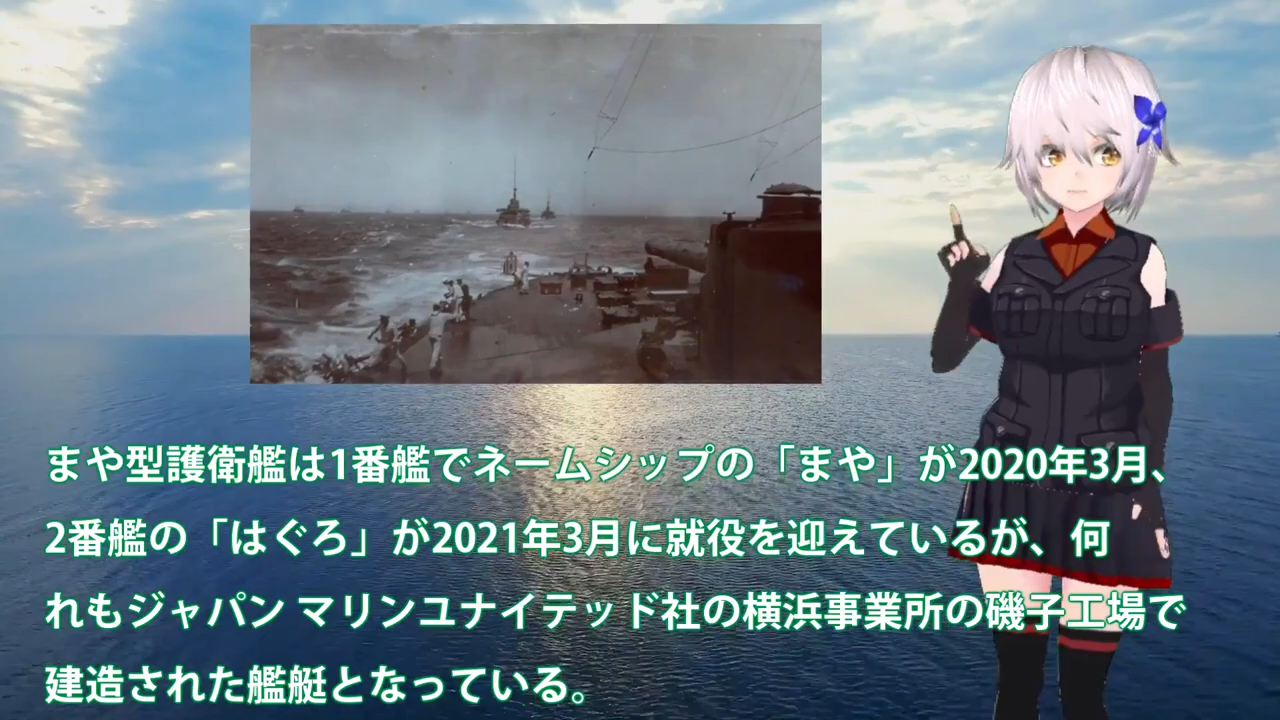 まや型護衛艦は1番艦でネームシップの「まや」が2020年3月、
2番艦の「はぐろ」が2021年3月に就役を迎えているが、何
れもジャパン マリンユナイテッド社の横浜事業所の磯子工場で
建造された艦艇となっている。